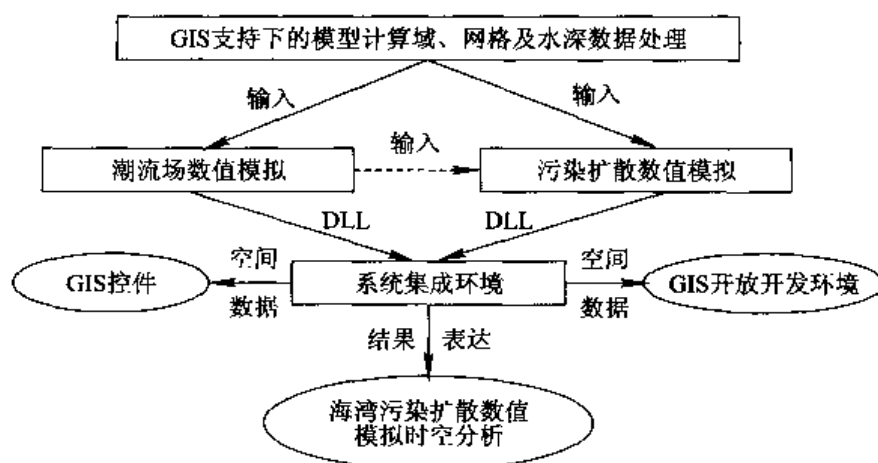 GIS支持下的模型计算域、网格及水深数据处理
输入
输入
潮流场数值模拟
输入
污染扩散数值模拟
DLL
DLL
GIS控件
空间
数据
系统集成环境
空间
数据
GIS开放开发环境
结果
表达
海湾污染扩散数值
模拟时空分析